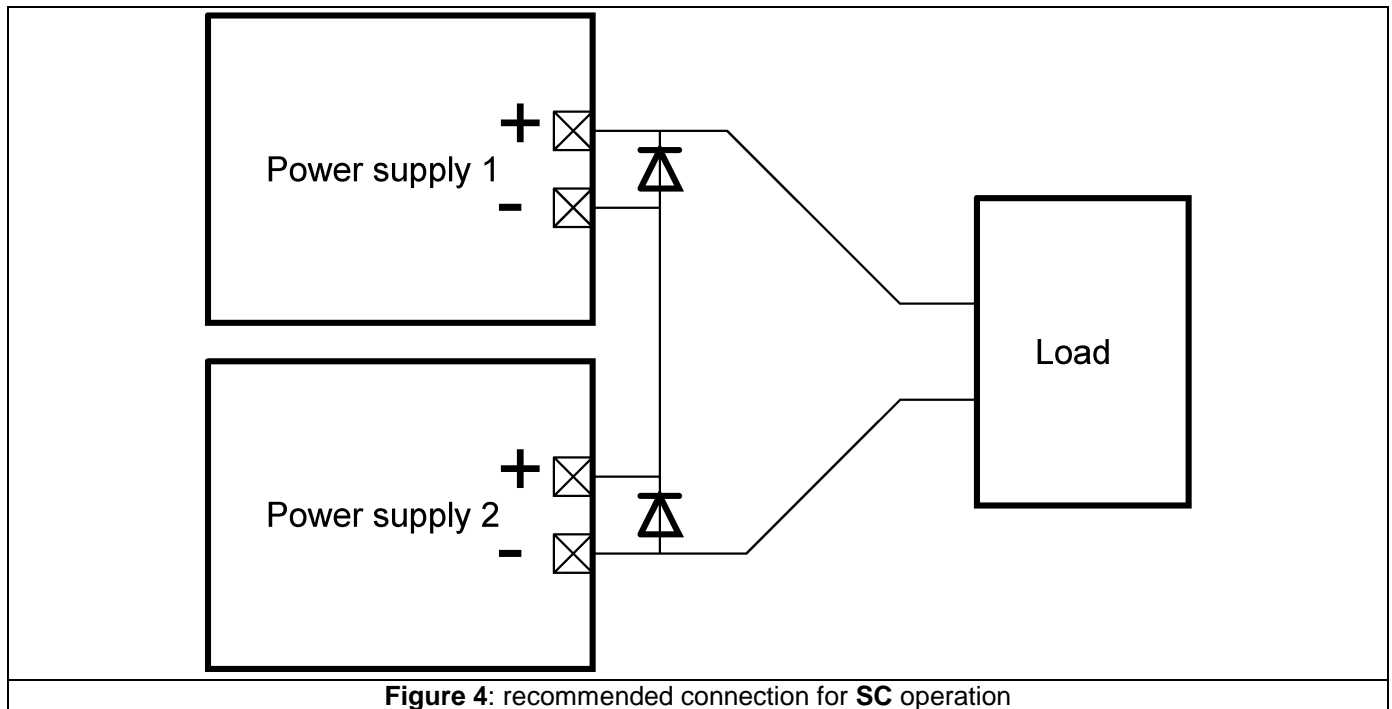 +
Power supply 1
-
Load
+
Power supply 2
-
Figure 4: recommended connection for SC operation